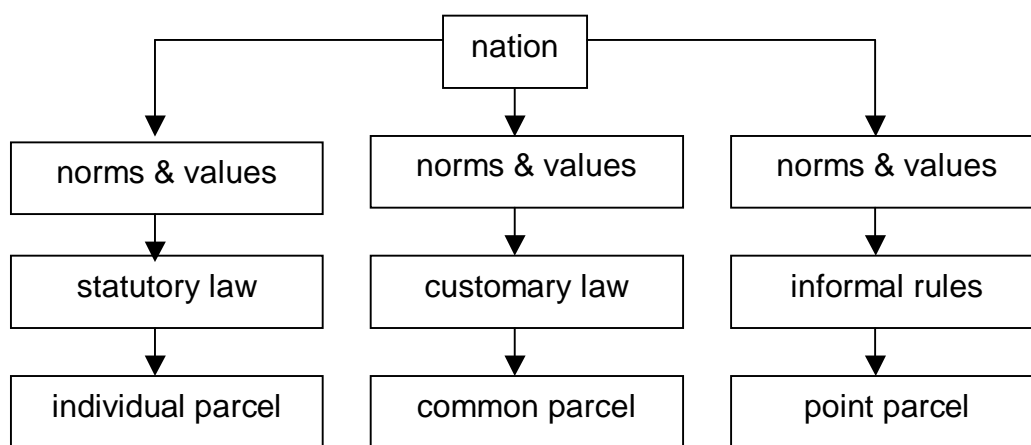 nation
norms & values
norms & values
norms & values
statutory law
customary law
informal rules
individual parcel
common parcel
point parcel